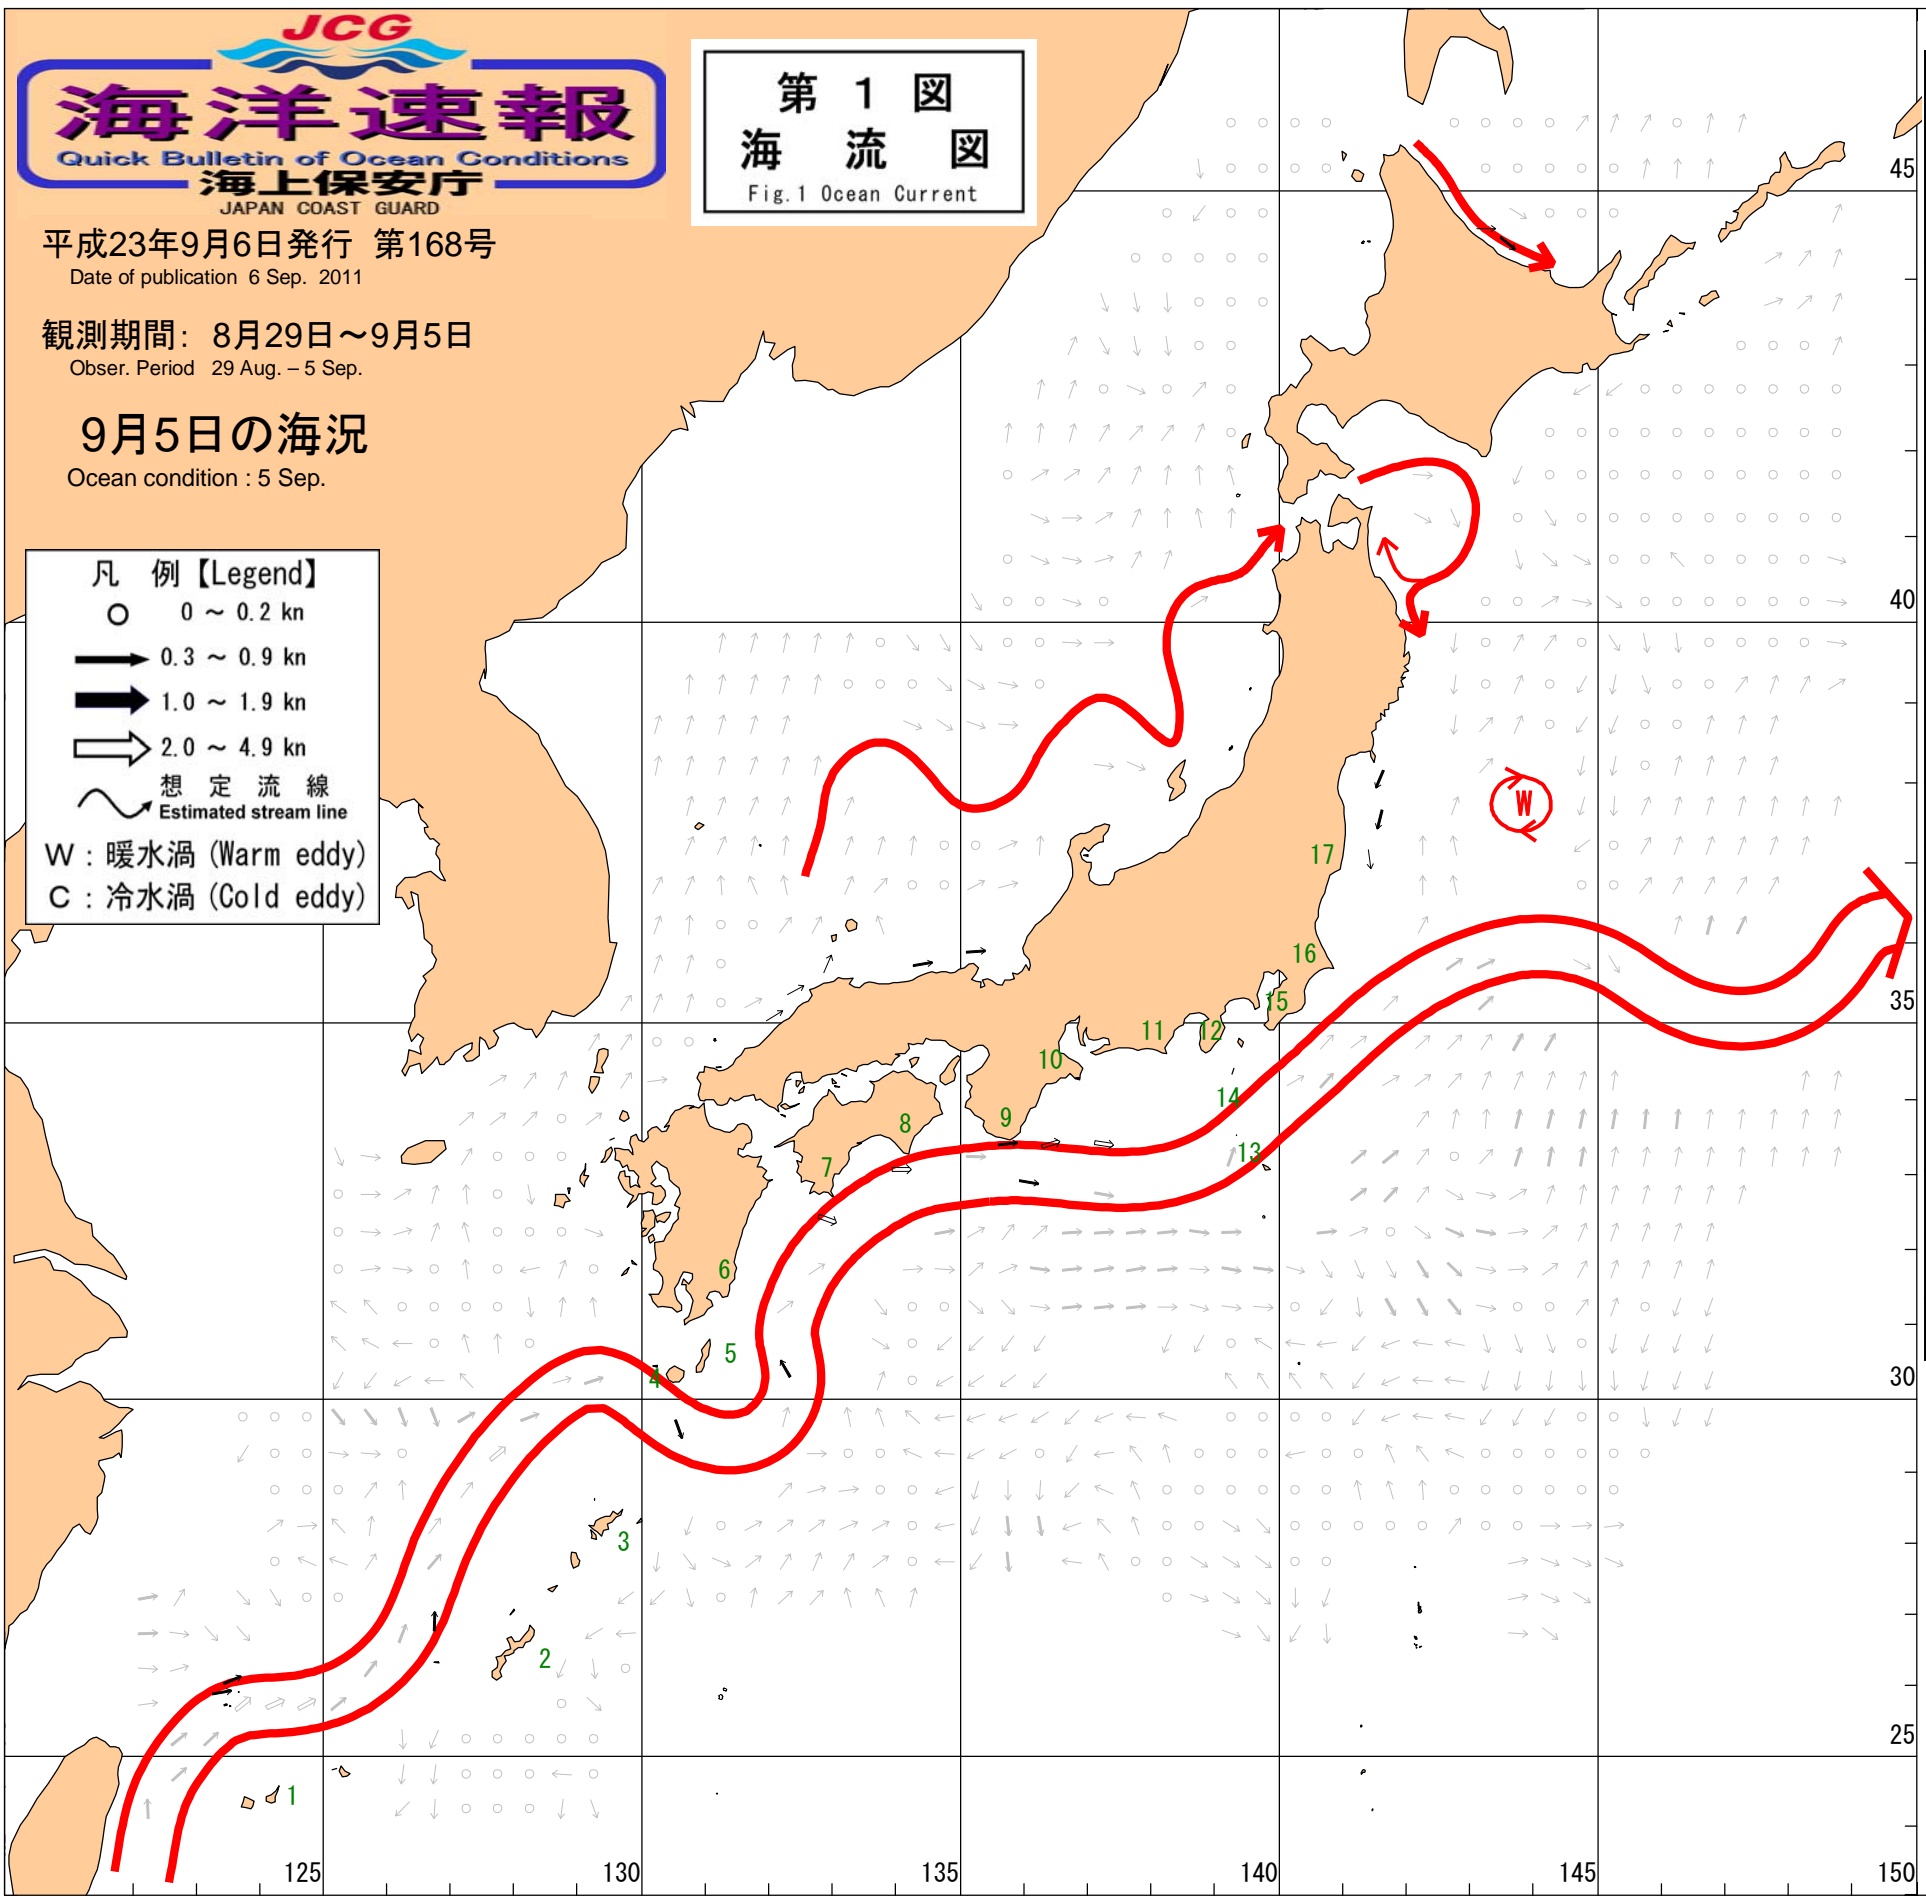 JCG
海洋速報
Quick Bulletin of Ocean Conditions
海上保安庁
JAPAN COAST GUARD
第 1 図
海 流 図
Fig.1 Ocean Current
平成23年9月6日発行 第168号
Date of publication 6 Sep. 2011
観測期間: 8月29日～9月5日
Obser. Period 29 Aug. – 5 Sep.
9月5日の海況
Ocean condition : 5 Sep.
凡 例【Legend】
0 ～ 0.2 kn
0.3 ～ 0.9 kn
1.0 ～ 1.9 kn
2.0 ～ 4.9 kn
想 定 流 線
Estimated stream line
W : 暖水渦 (Warm eddy)
C : 冷水渦 (Cold eddy)
45
40
W
17
16
35
15
12
11
10
14
9
8
13
7
6
5
4
30
3
2
25
1
125
130
135
140
145
150